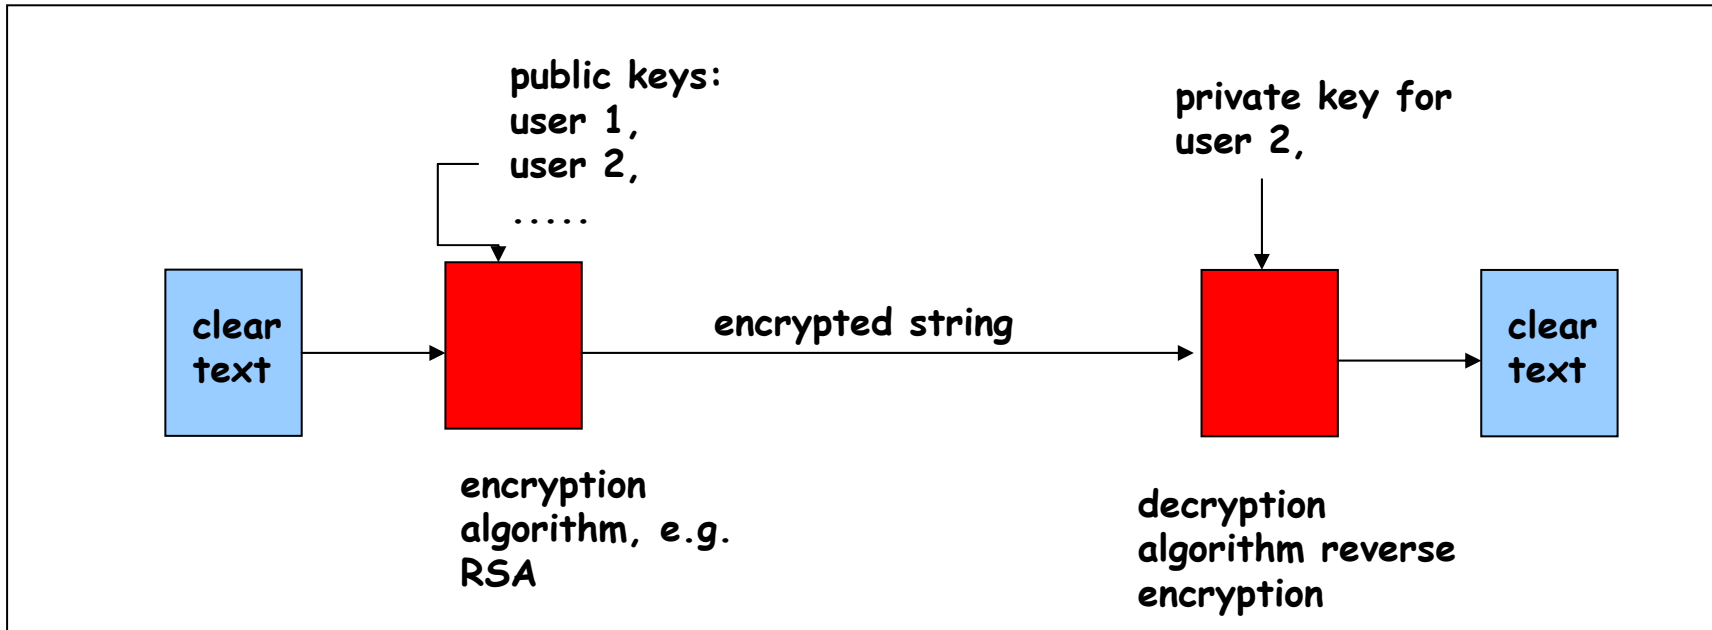 public keys:
user 1,
user 2,
.....
private key for
user 2,
clear
text
encrypted string
clear
text
encryption
algorithm, e.g.
RSA
decryption
algorithm reverse
encryption